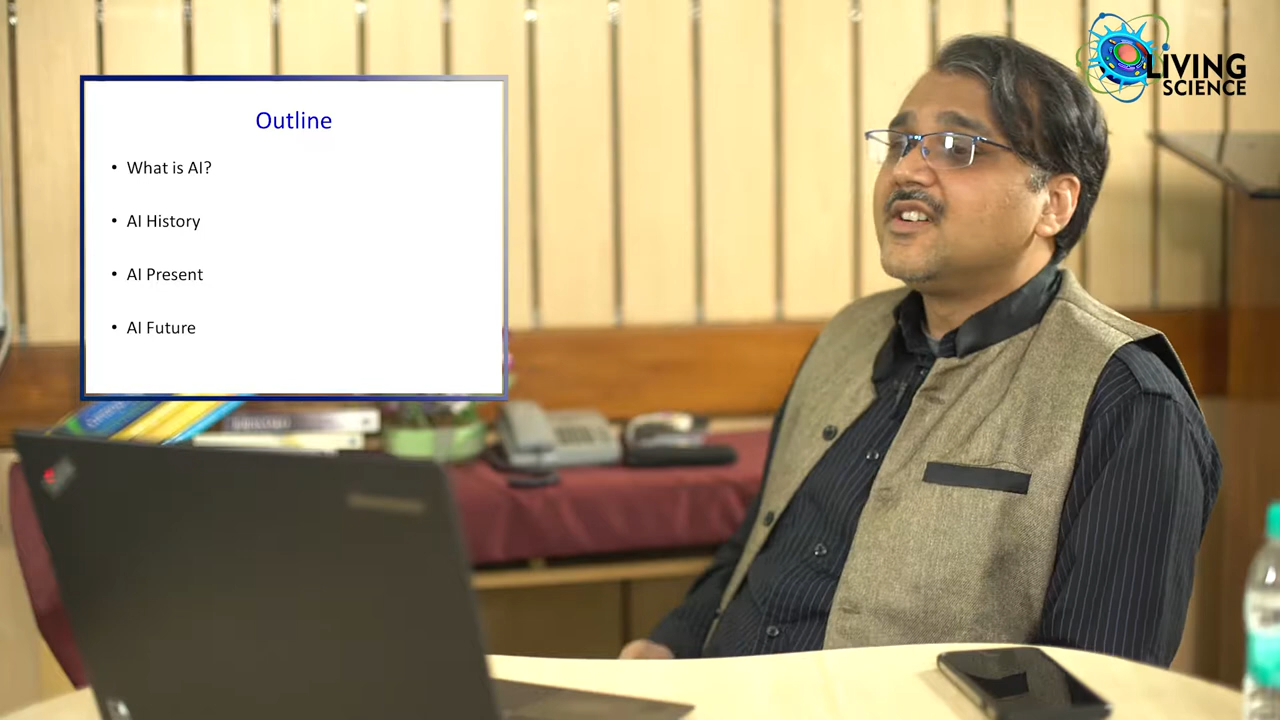 Outline
• What is AI?
• AI History
• AI Present
• AI Future
LIVING
SCIENCE